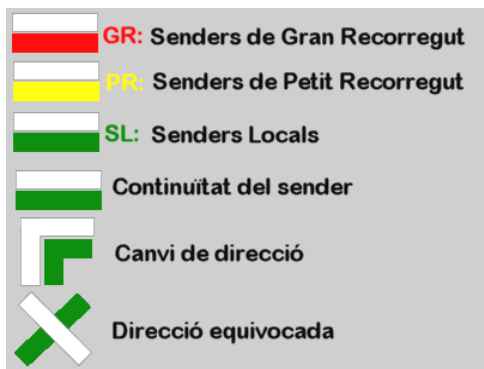 GR: Senders de Gran Recorregut
PR: Senders de Petit Recorregut
SL: Senders Locals
Continuïtat del sender
Canvi de direcció
Direcció equivocada